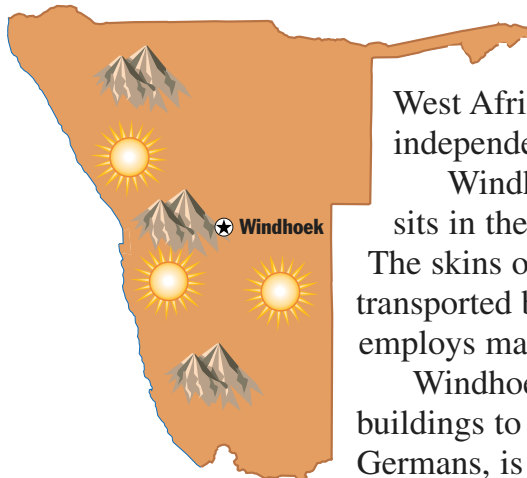 Windhoek
West Afri
independe
Windh
sits in the
The skins o
transported b
employs ma
Windhoe
buildings to
Germans, is